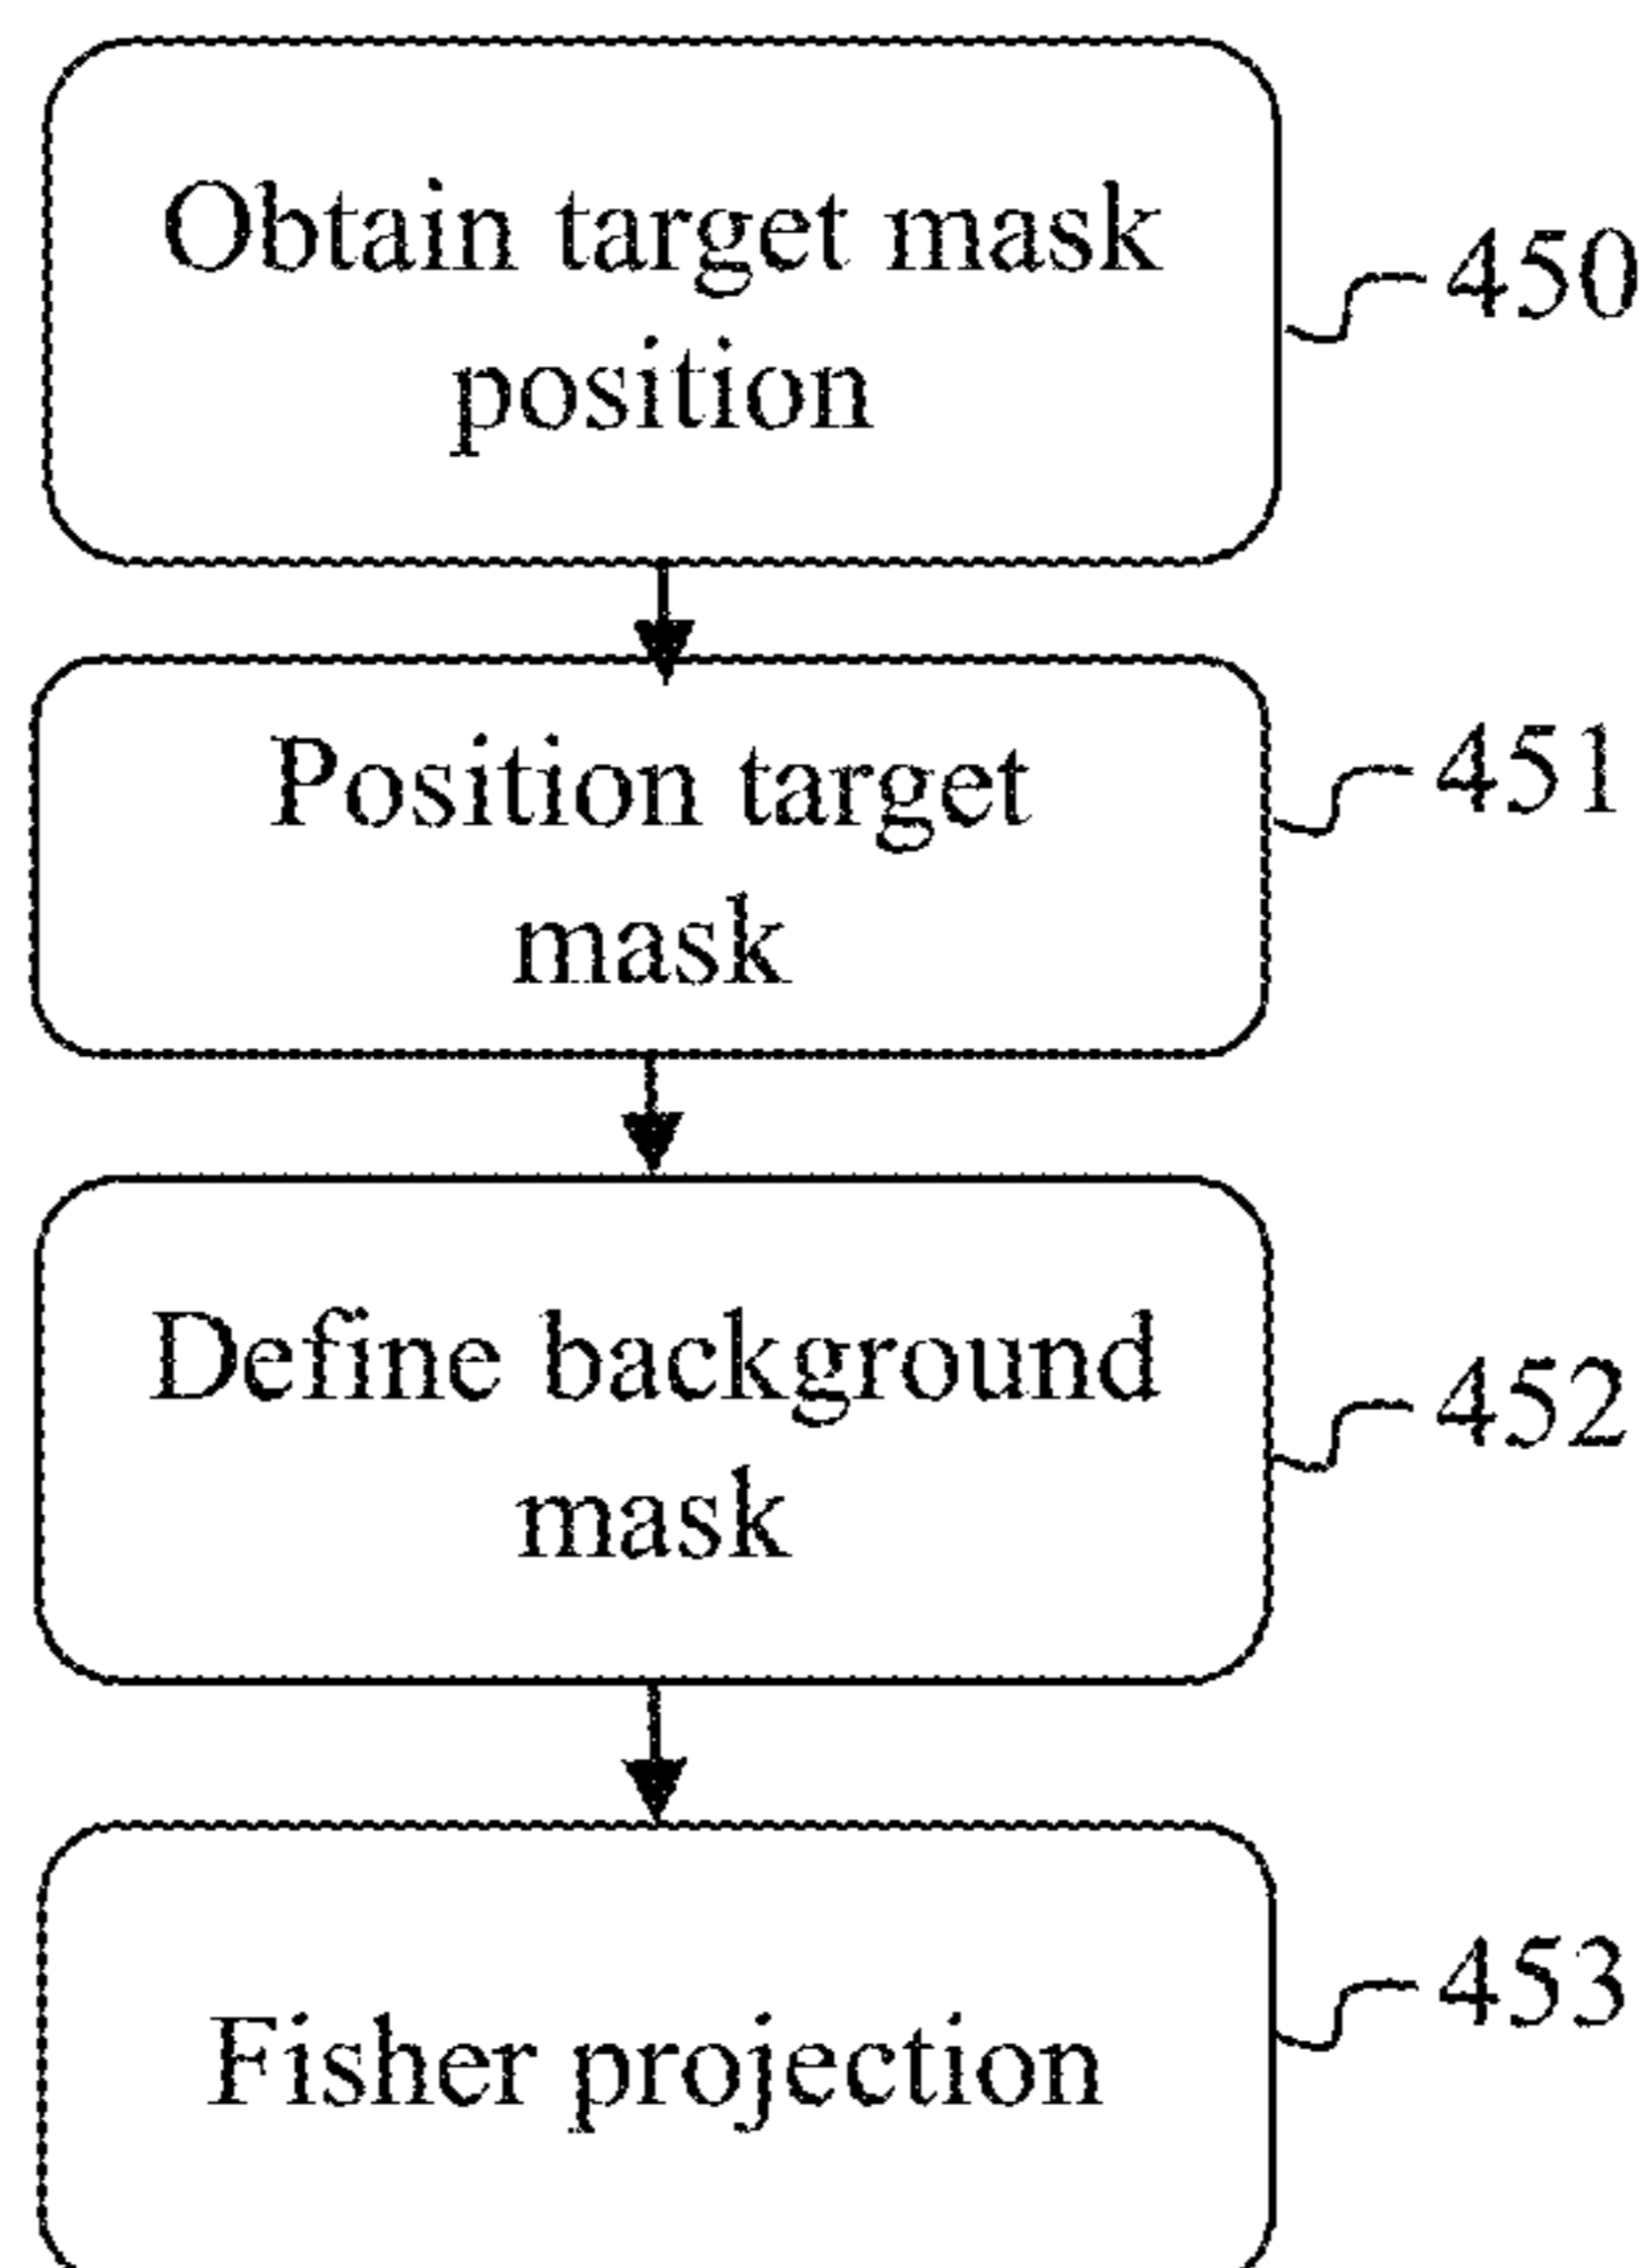 Obtain target mask
position
450
Position target
mask
451
Define background
mask
452
Fisher projection
453